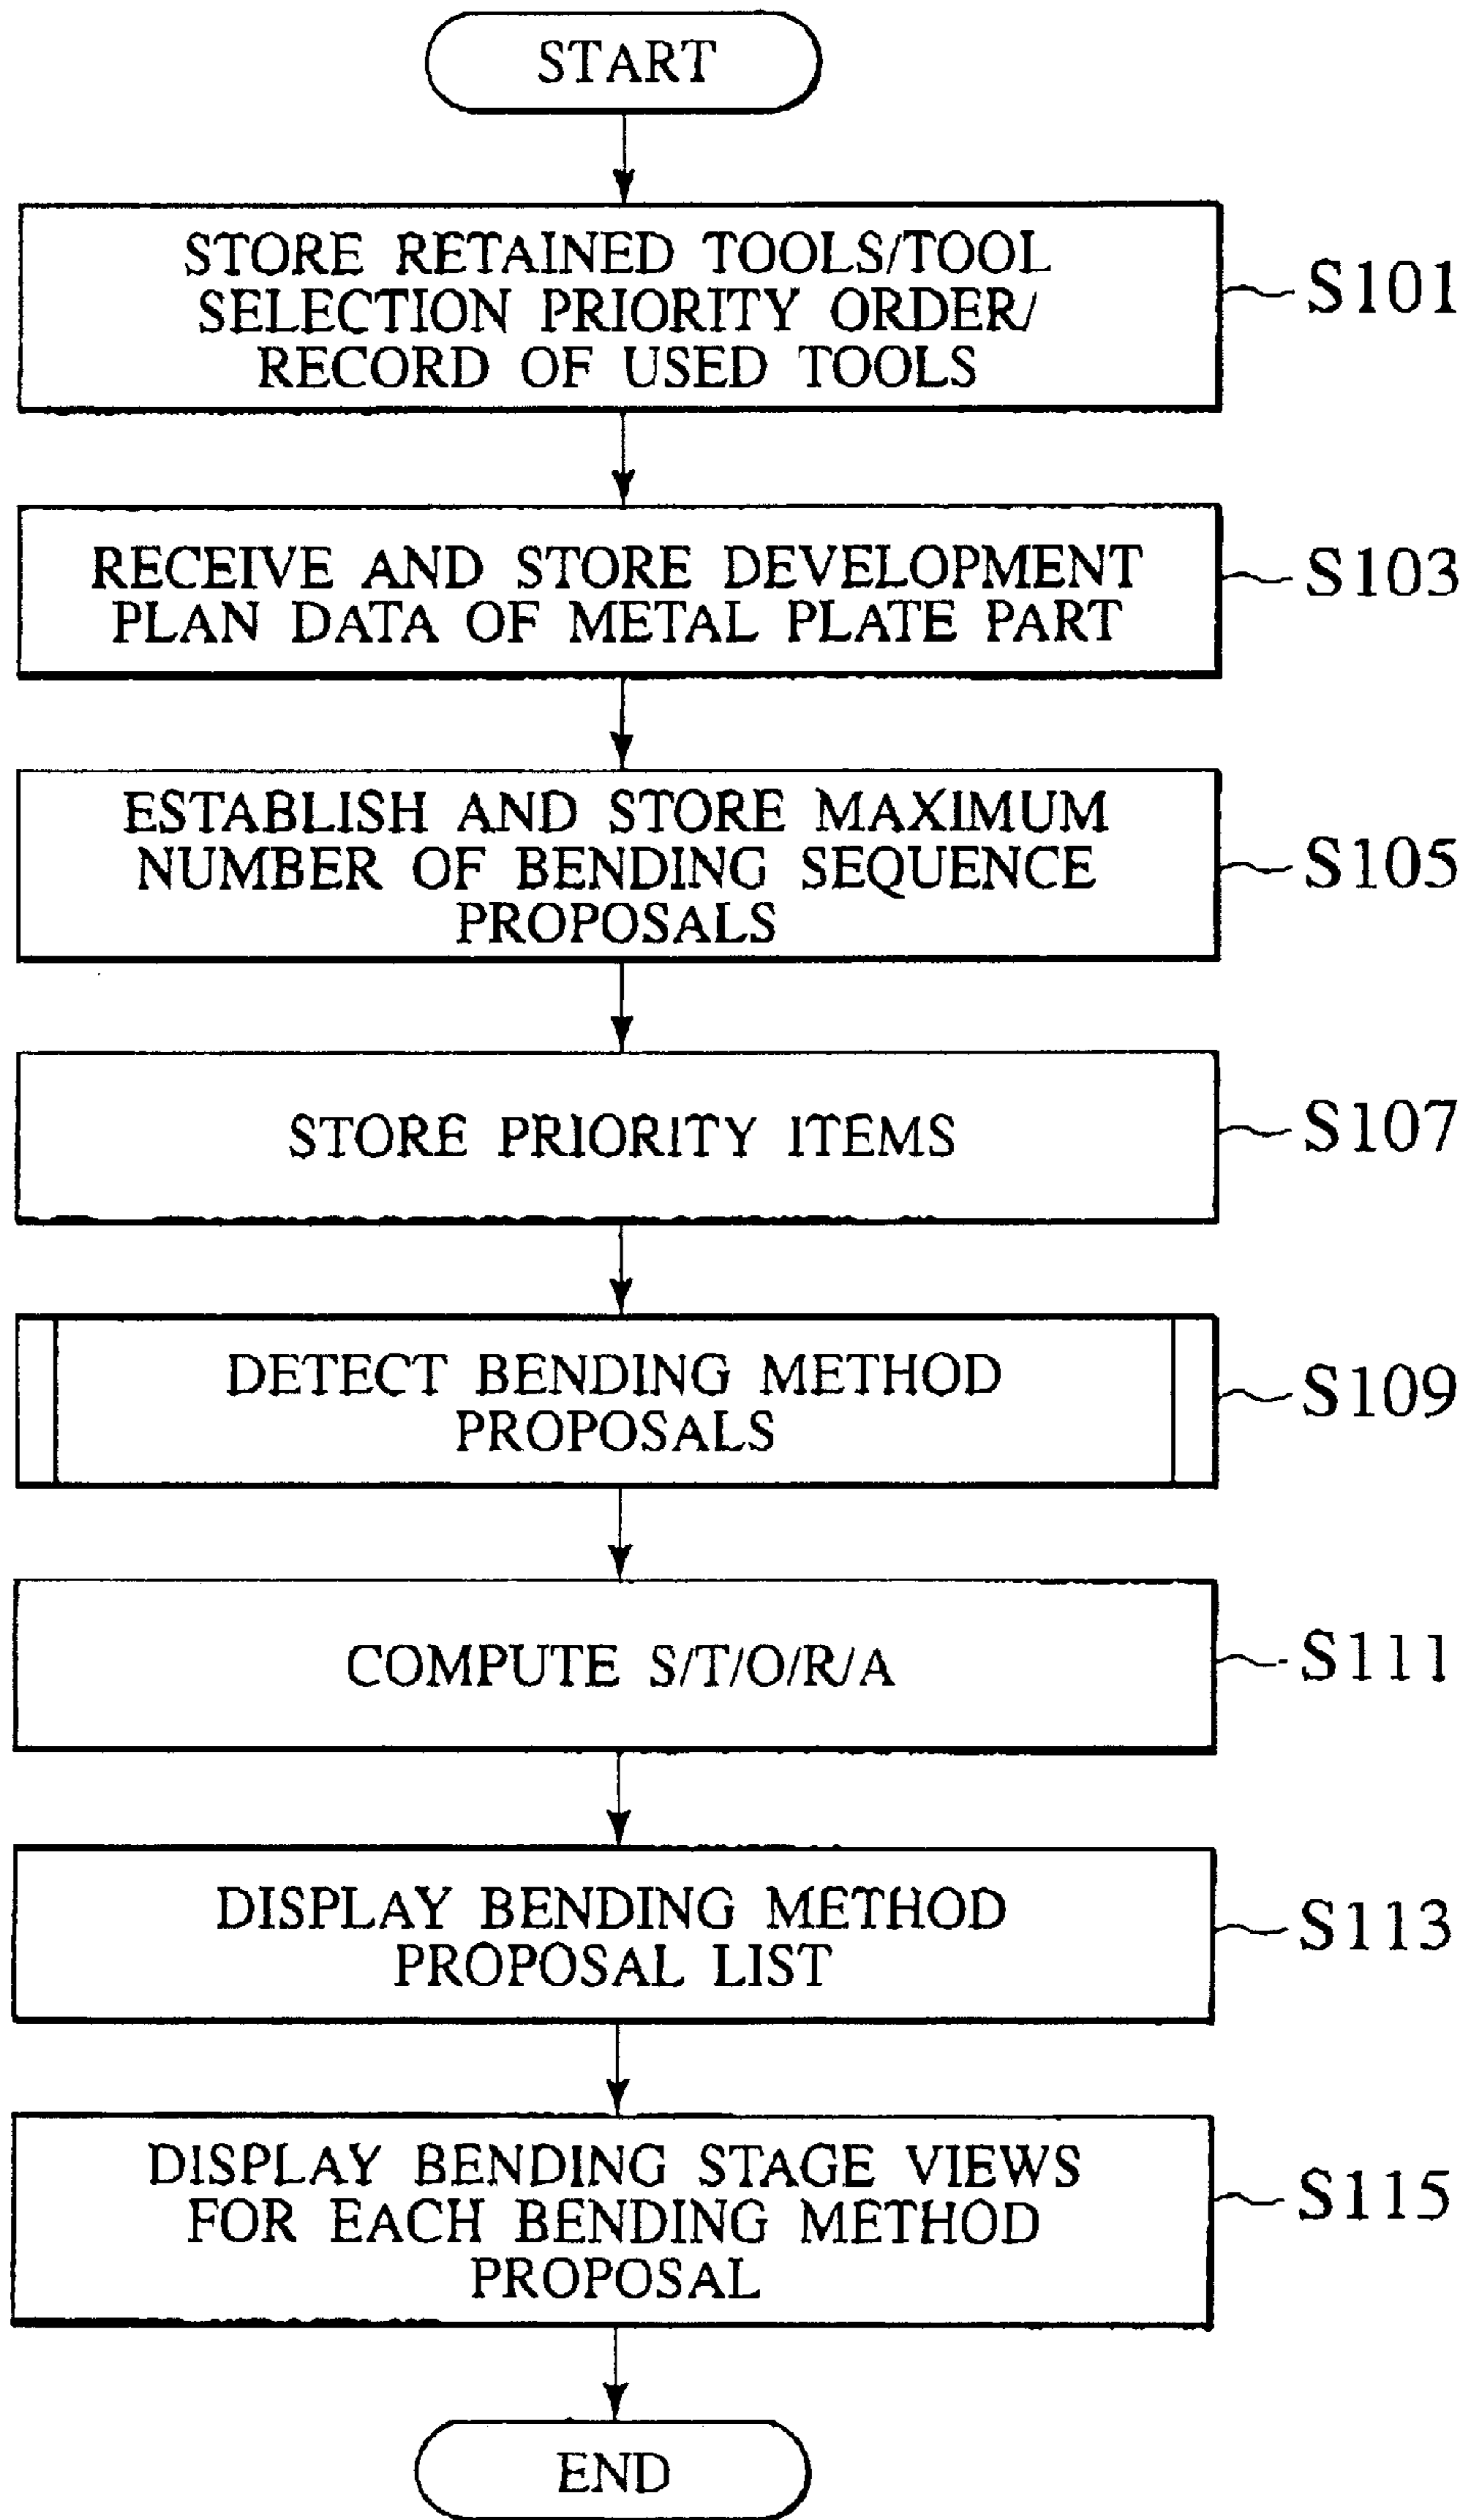 START
STORE RETAINED TOOLS/TOOL
SELECTION PRIORITY ORDER/
RECORD OF USED TOOLS
S101
RECEIVE AND STORE DEVELOPMENT
PLAN DATA OF METAL PLATE PART
S103
ESTABLISH AND STORE MAXIMUM
NUMBER OF BENDING SEQUENCE
PROPOSALS
S105
STORE PRIORITY ITEMS
S107
DETECT BENDING METHOD
PROPOSALS
S109
COMPUTE S/T/O/R/A
S111
DISPLAY BENDING METHOD
PROPOSAL LIST
S113
DISPLAY BENDING STAGE VIEWS
FOR EACH BENDING METHOD
PROPOSAL
S115
END